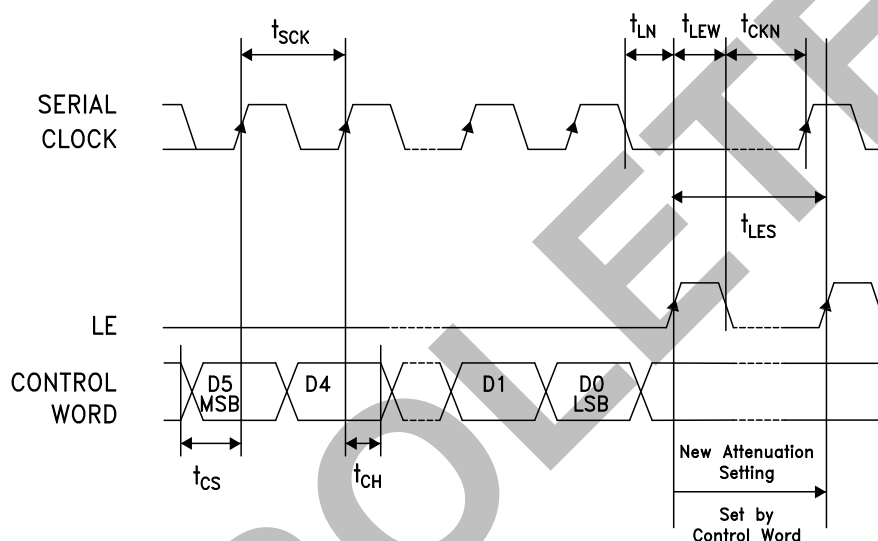 tSCK
tLN
tLEW
tCKN
SERIAL
CLOCK
tLES
LE
CONTROL
WORD
D5
MSB
D4
D1
D0
LSB
tCS
tCH
New Attenuation
Setting
Set by
Control Word
OLETE